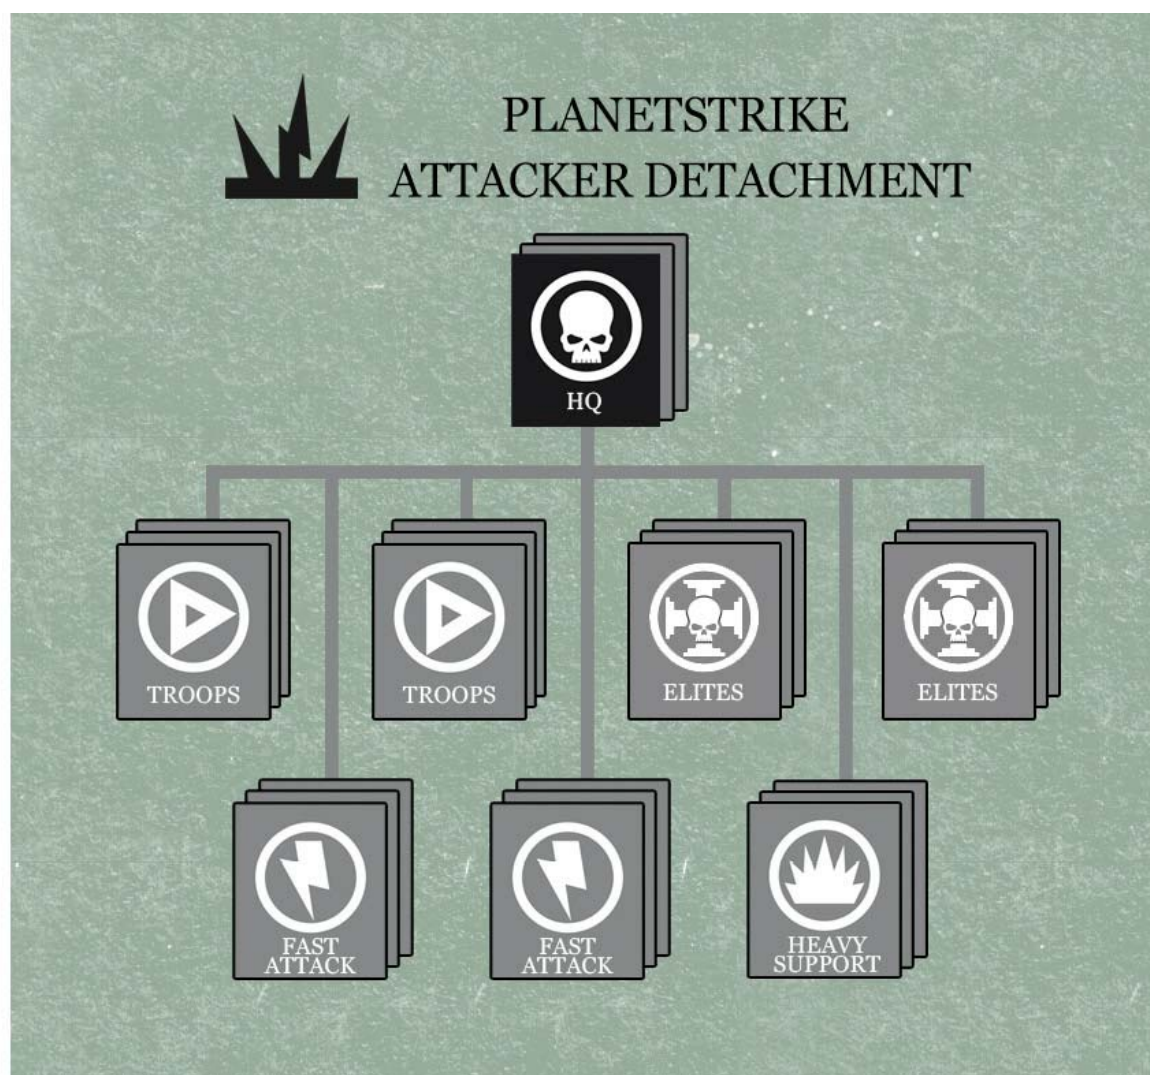 PLANETSTRIKE
ATTACKER DETACHMENT
HQ
TROOPS
TROOPS
ELITES
ELITES
FAST
ATTACK
FAST
ATTACK
HEAVY
SUPPORT